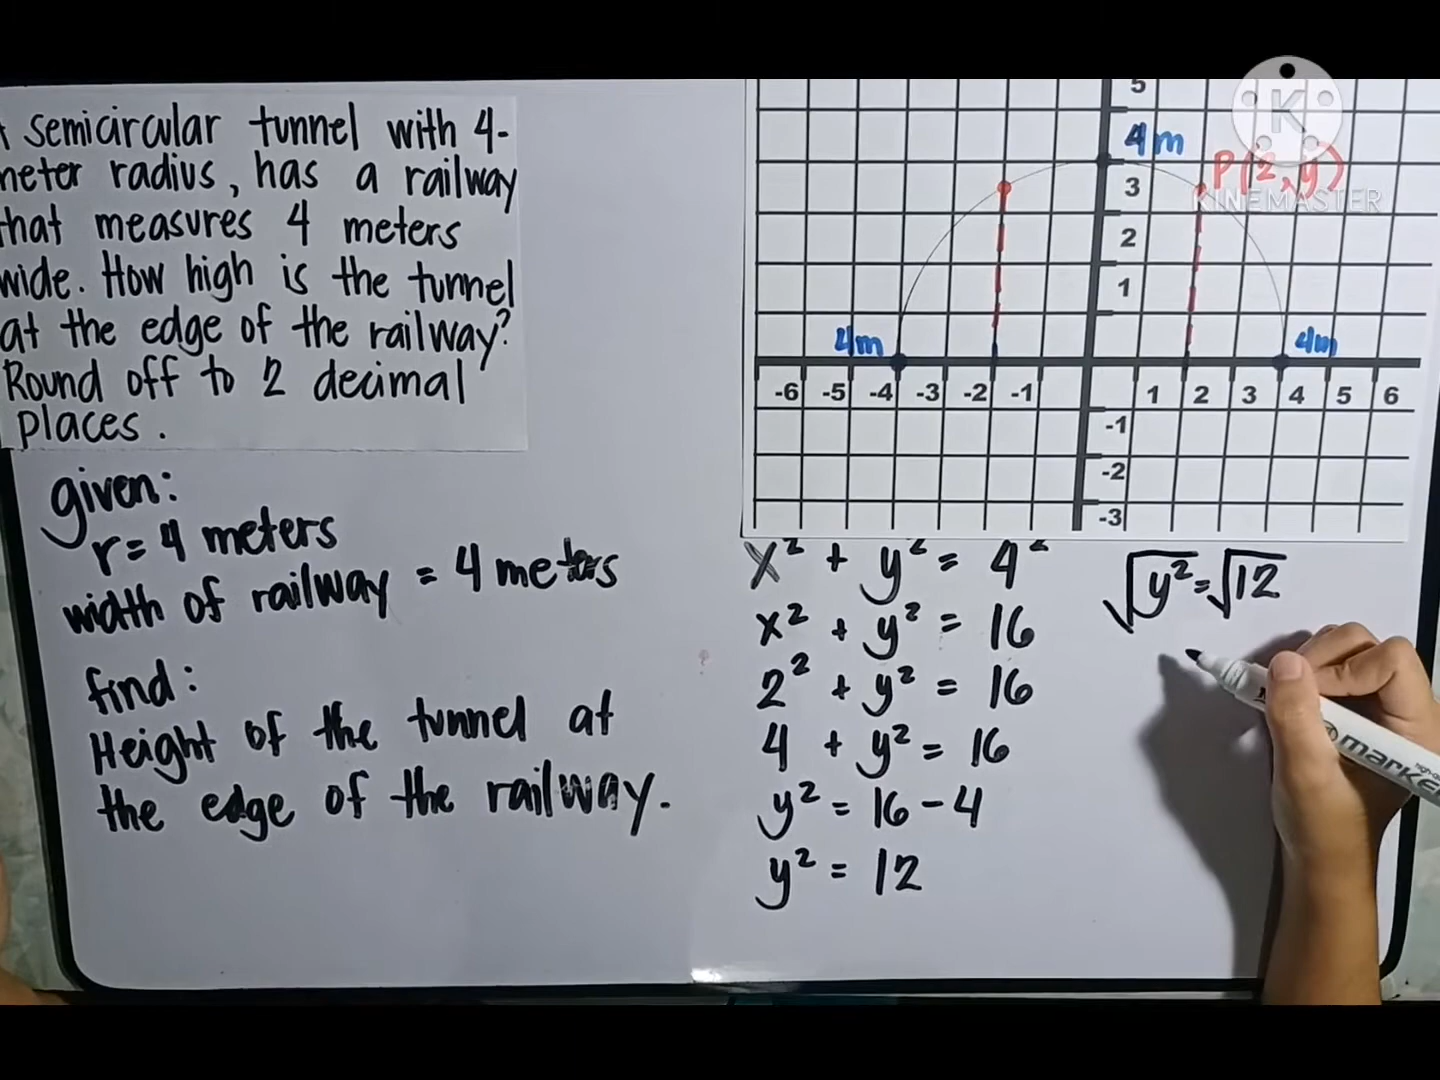 semicircular tunnel with 4-
meter radius, has a railway
that measures 4 meters
wide. How high is the tunnel
at the edge of the railway?
Round off to 2 decimal
places.
given:
r = 4 meters
width of railway = 4 meters
find:
Height of the tunnel at
the edge of the railway.
5
4m
P(2,y)
K
KINEMASTER
3
2
1
4m
4m
-6 -5 -4 -3 -2 -1 1 2 3 4 5 6
-1
-2
-3
x² + y² = 4²
x² + y² = 16
2² + y² = 16
4 + y² = 16
y² = 16 - 4
y² = 12
√y² = √12
marker